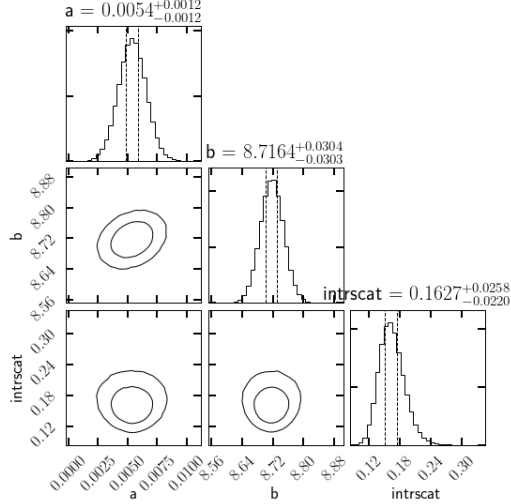 a = 0.0054+0.0012
−0.0012
b = 8.7164+0.0304
−0.0303
8.88
8.80
8.72
8.64
8.56
b
intrscat = 0.1627+0.0258
−0.0220
0.30
0.24
0.18
0.12
intrscat
0.0000 0.0025 0.0050 0.0075 0.0100
8.56 8.64 8.72 8.80 8.88
0.12 0.18 0.24 0.30
a b intrscat